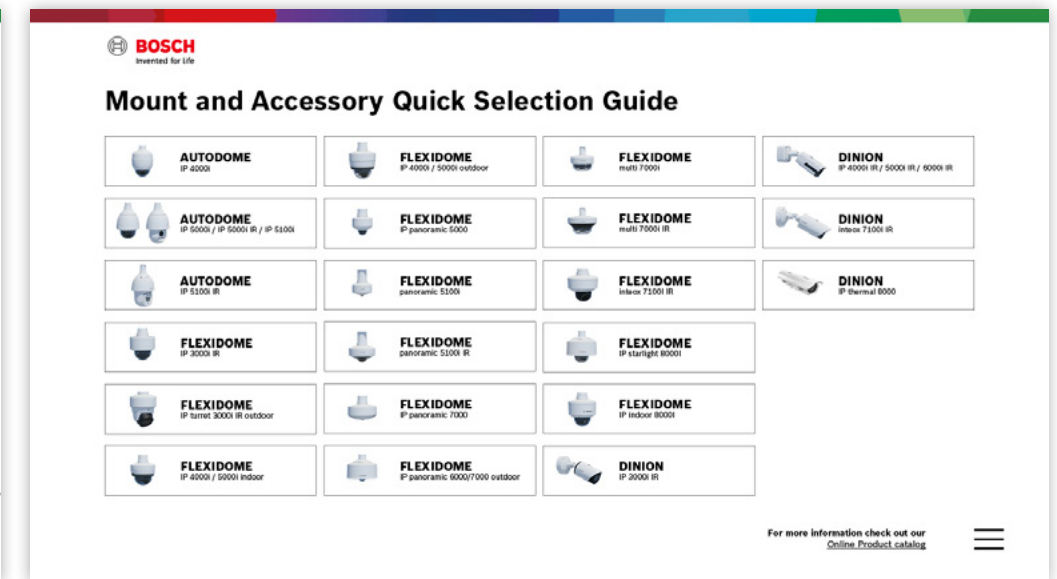 BOSCH
Invented for life
Mount and Accessory Quick Selection Guide
AUTODOME
IP 4000i
AUTODOME
IP 5000i / IP 5000i IR / IP 5100i
AUTODOME
IP 5100i IR
FLEXIDOME
IP 3000i IR
FLEXIDOME
IP turret 3000i IR outdoor
FLEXIDOME
IP 4000i / 5000i indoor
FLEXIDOME
IP 4000i / 5000i outdoor
FLEXIDOME
IP panoramic 5000
FLEXIDOME
panoramic 5100i
FLEXIDOME
panoramic 5100i IR
FLEXIDOME
IP panoramic 7000
FLEXIDOME
IP panoramic 6000/7000 outdoor
FLEXIDOME
multi 7000i
FLEXIDOME
multi 7000i IR
FLEXIDOME
inteox 7100i IR
FLEXIDOME
IP starlight 8000i
FLEXIDOME
IP indoor 8000i
DINION
IP 3000i IR
DINION
IP 4000i IR / 5000i IR / 6000i IR
DINION
inteox 7100i IR
DINION
IP thermal 8000
For more information check out our
Online Product catalog